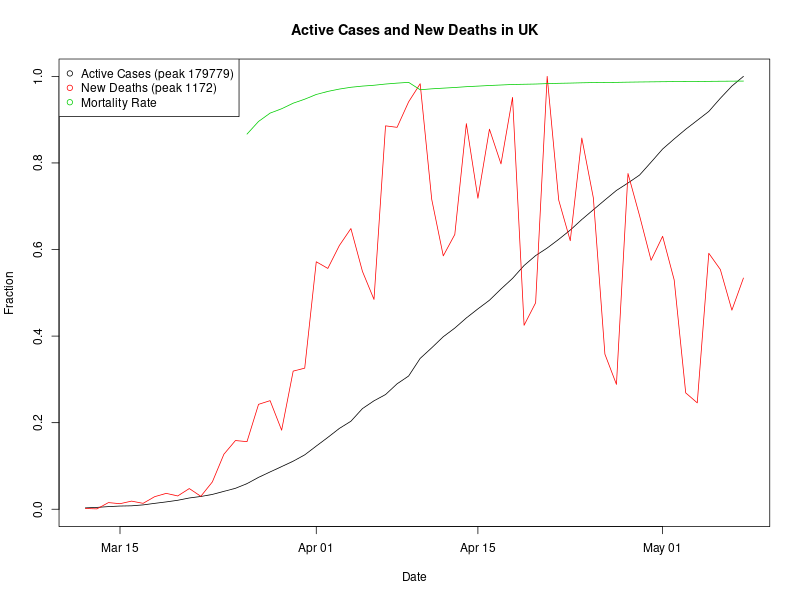 Active Cases and New Deaths in UK
Active Cases (peak 179779)
New Deaths (peak 1172)
Mortality Rate
1.0
0.8
0.6
0.4
0.2
0.0
Fraction
Mar 15
Apr 01
Apr 15
May 01
Date